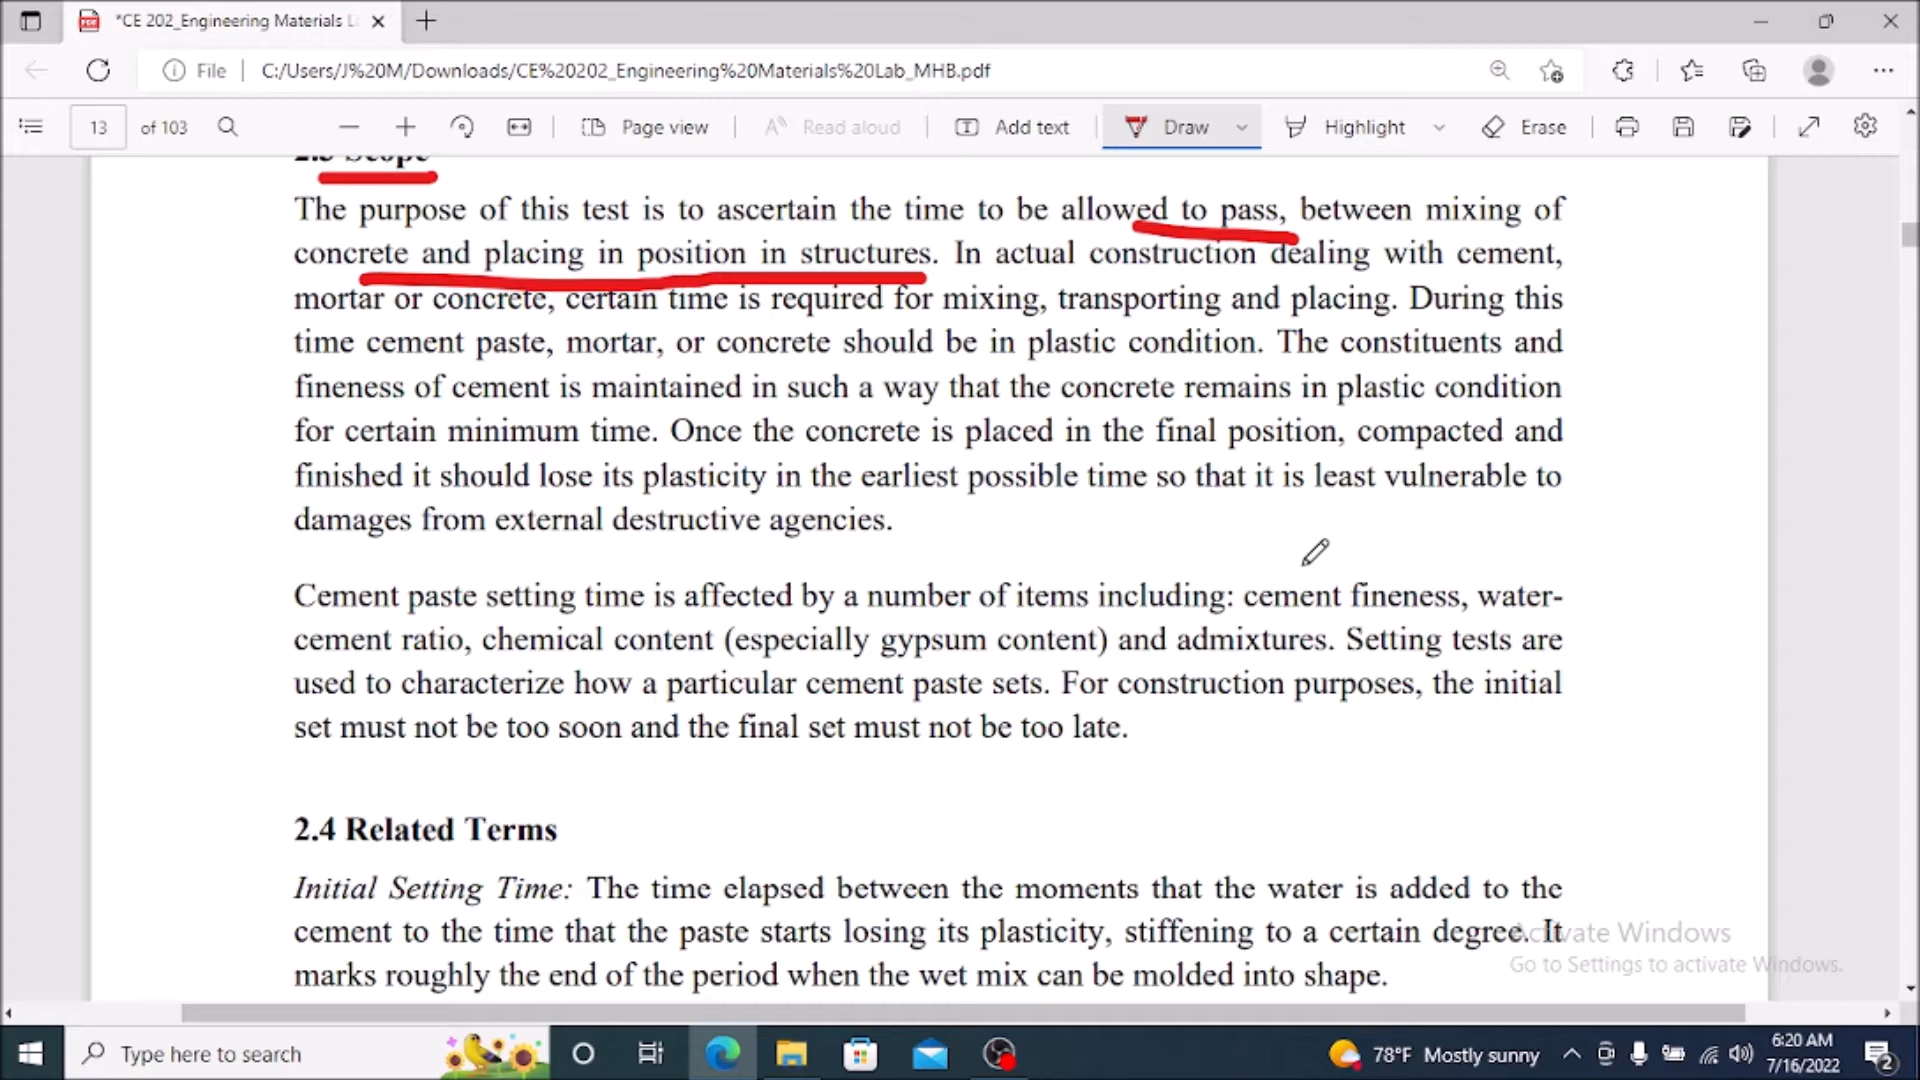 *CE 202_Engineering Materials L
File
C:/Users/J%20M/Downloads/CE%20202_Engineering%20Materials%20Lab_MHB.pdf
13 of 103
Page view
Read aloud
Add text
Draw
Highlight
Erase
2.3 Scope
The purpose of this test is to ascertain the time to be allowed to pass, between mixing of
concrete and placing in position in structures. In actual construction dealing with cement,
mortar or concrete, certain time is required for mixing, transporting and placing. During this
time cement paste, mortar, or concrete should be in plastic condition. The constituents and
fineness of cement is maintained in such a way that the concrete remains in plastic condition
for certain minimum time. Once the concrete is placed in the final position, compacted and
finished it should lose its plasticity in the earliest possible time so that it is least vulnerable to
damages from external destructive agencies.
Cement paste setting time is affected by a number of items including: cement fineness, water-
cement ratio, chemical content (especially gypsum content) and admixtures. Setting tests are
used to characterize how a particular cement paste sets. For construction purposes, the initial
set must not be too soon and the final set must not be too late.
2.4 Related Terms
Initial Setting Time: The time elapsed between the moments that the water is added to the
cement to the time that the paste starts losing its plasticity, stiffening to a certain degree. It
marks roughly the end of the period when the wet mix can be molded into shape.
Activate Windows
Go to Settings to activate Windows.
Type here to search
78°F Mostly sunny
6:20 AM
7/16/2022
2